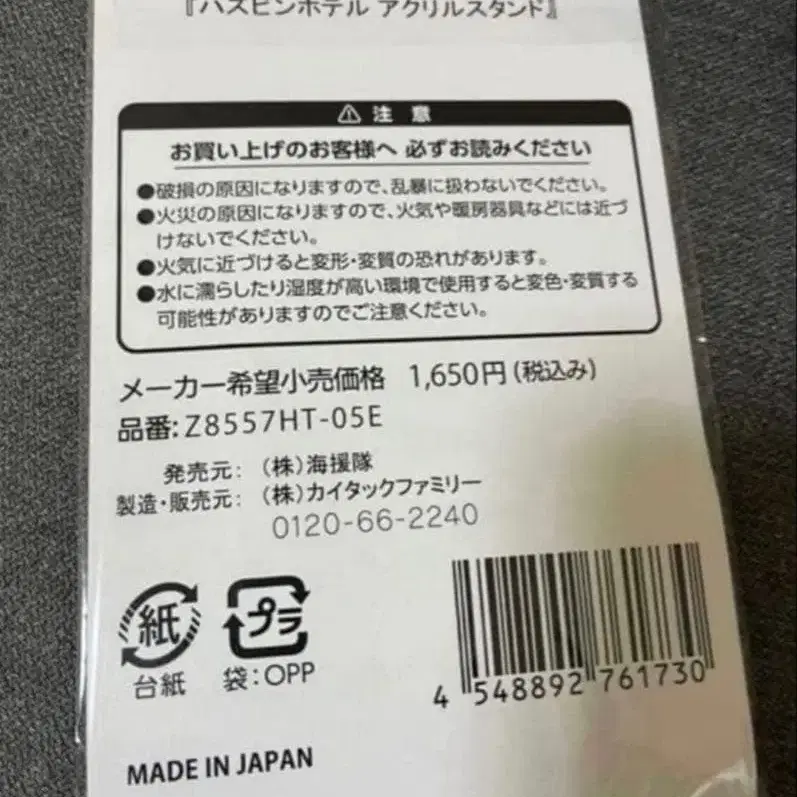 『ハズビンホテル アクリルスタンド』
⚠ 注 意
お買い上げのお客様へ 必ずお読みください
●破損の原因になりますので、乱暴に扱わないでください。
●火災の原因になりますので、火気や暖房器具などには近づ
けないでください。
●火気に近づけると変形・変質の恐れがあります。
●水に濡らしたり湿度が高い環境で使用すると変色・変質する
可能性がありますのでご注意ください。
メーカー希望小売価格 1,650円(税込み)
品番:Z8557HT-05E
発売元: (株)海援隊
製造・販売元: (株)カイタックファミリー
0120-66-2240
紙
台紙
プラ
袋:OPP
4 548892 761730
MADE IN JAPAN